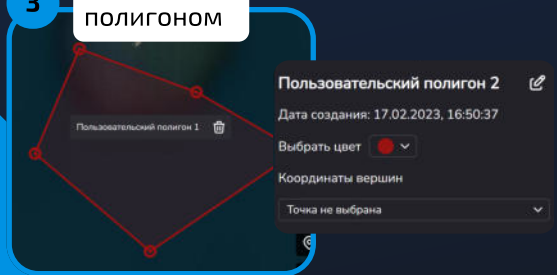 3
полигоном
Пользовательский полигон 1
Пользовательский полигон 2
Дата создания: 17.02.2023, 16:50:37
Выбрать цвет
Координаты вершин
Точка не выбрана